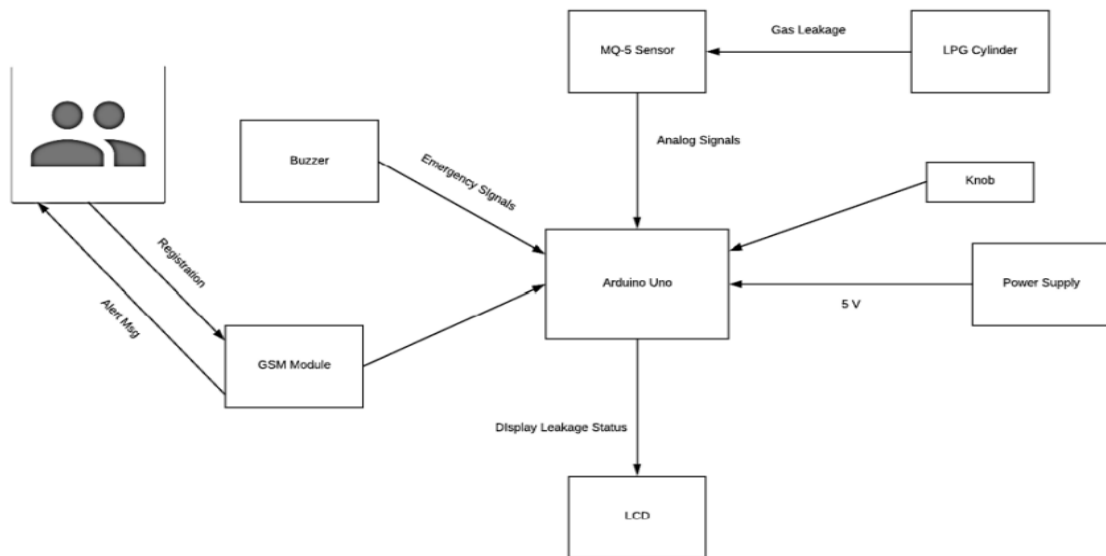 Gas Leakage
MQ-5 Sensor
LPG Cylinder
Analog Signals
Buzzer
Emergency Signals
Knob
Registration
Arduino Uno
Power Supply
5 V
Alert Msg
GSM Module
DIsplay Leakage Status
LCD